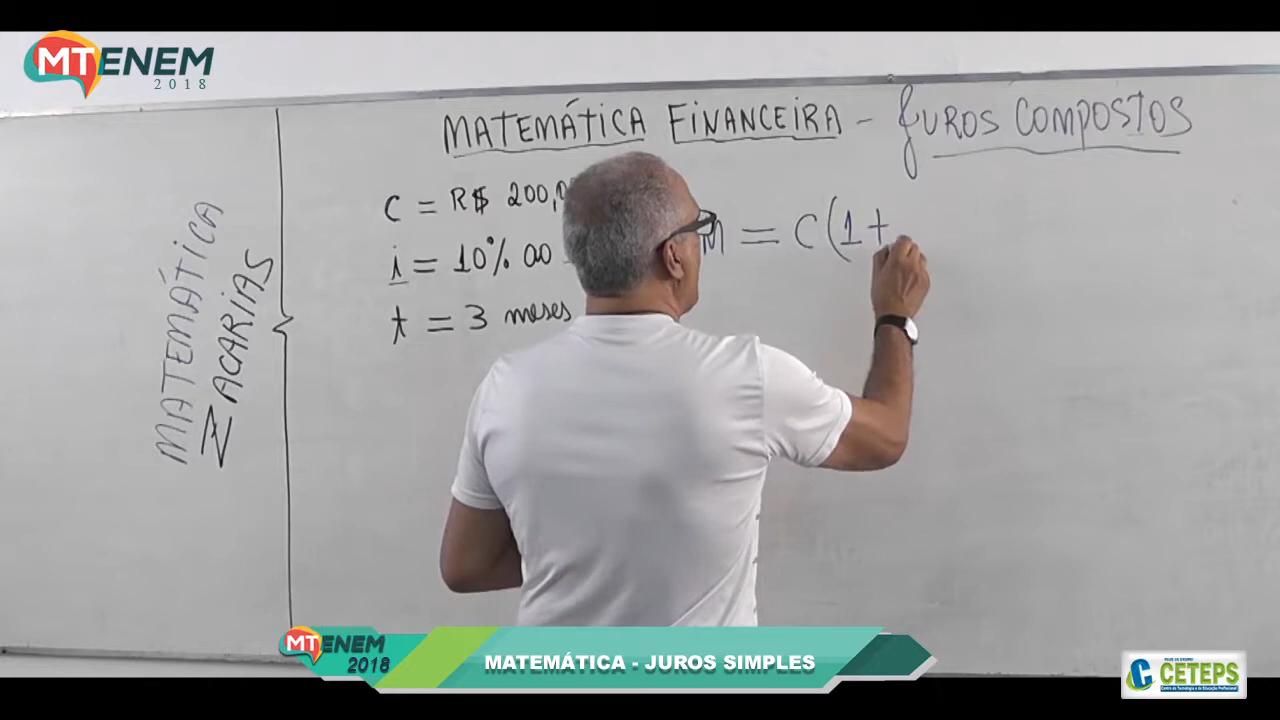 MTENEM
2018
MATEMÁTICA FINANCEIRA - JUROS COMPOSTOS
C = R$ 200,0
i = 10% ao
t = 3 meses
M = C(1+
MATEMÁTICA
ZACARIAS
MTENEM
2018
MATEMÁTICA - JUROS SIMPLES
CETEPS